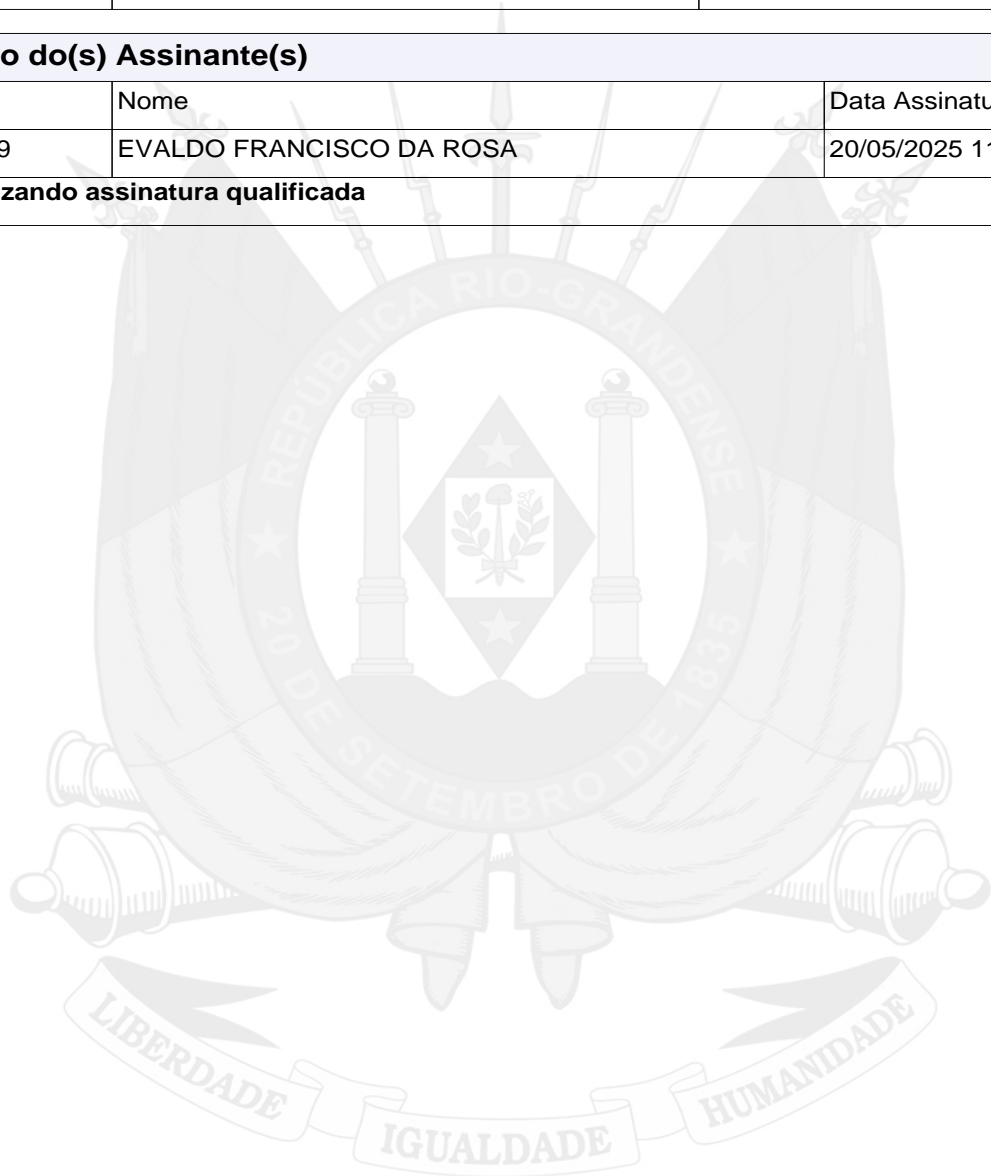 o do(s) Assinante(s)
Nome Data Assinatu
9 EVALDO FRANCISCO DA ROSA 20/05/2025 11
zando assinatura qualificada
REPÚBLICA RIO-GRANDENSE
20 DE SETEMBRO DE 1835
LIBERDADE IGUALDADE HUMANIDADE